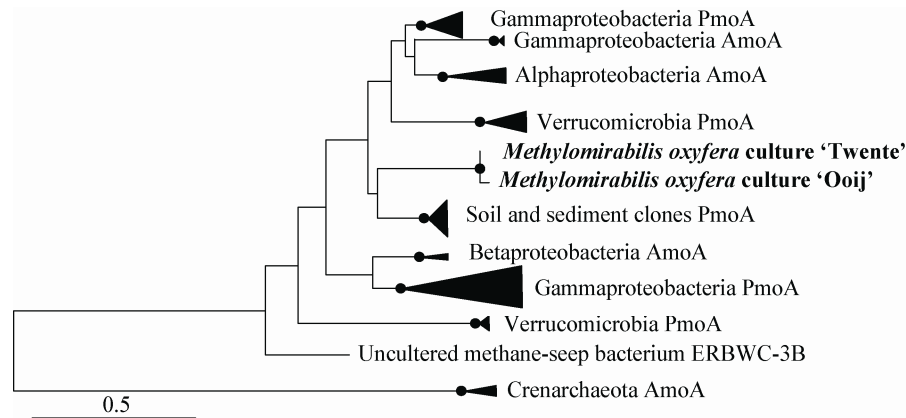 Gammaproteobacteria PmoA
Gammaproteobacteria AmoA
Alphaproteobacteria AmoA
Verrucomicrobia PmoA
Methylomirabilis oxyfera culture ‘Twente’
Methylomirabilis oxyfera culture ‘Ooij’
Soil and sediment clones PmoA
Betaproteobacteria AmoA
Gammaproteobacteria PmoA
Verrucomicrobia PmoA
Uncultered methane-seep bacterium ERBWC-3B
Crenarchaeota AmoA
0.5